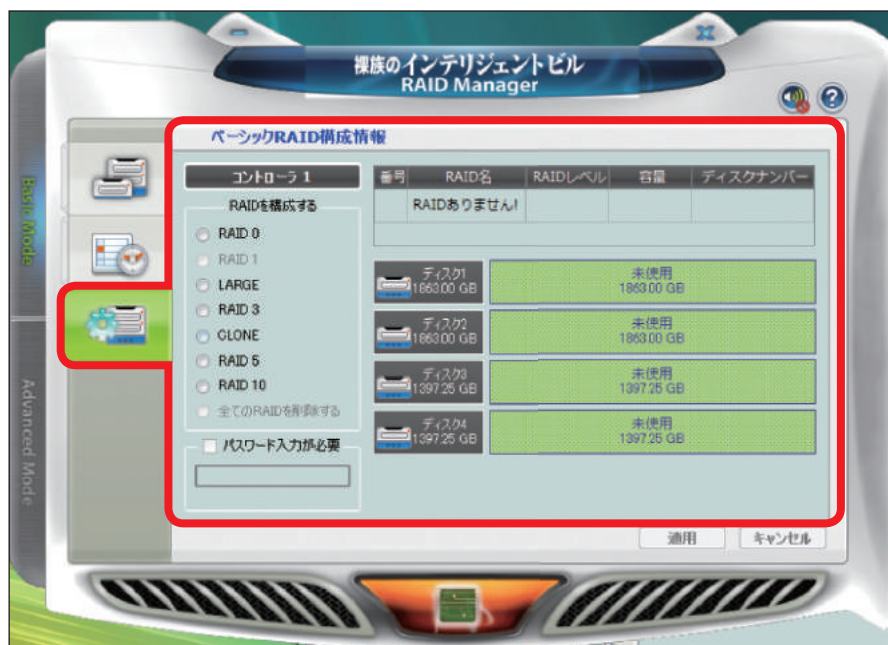 裸族のインテリジェントビル
RAID Manager
ベーシックRAID構成情報
Basic Mode
Advanced Mode
コントローラ 1
RAIDを構成する
RAID 0
RAID 1
LARGE
RAID 3
CLONE
RAID 5
RAID 10
全てのRAIDを削除する
パスワード入力が必要
番号 RAID名 RAIDレベル 容量 ディスクナンバー
RAIDありません!
ディスク1
1863.00 GB
未使用
1863.00 GB
ディスク2
1863.00 GB
未使用
1863.00 GB
ディスク3
1397.25 GB
未使用
1397.25 GB
ディスク4
1397.25 GB
未使用
1397.25 GB
適用 キャンセル